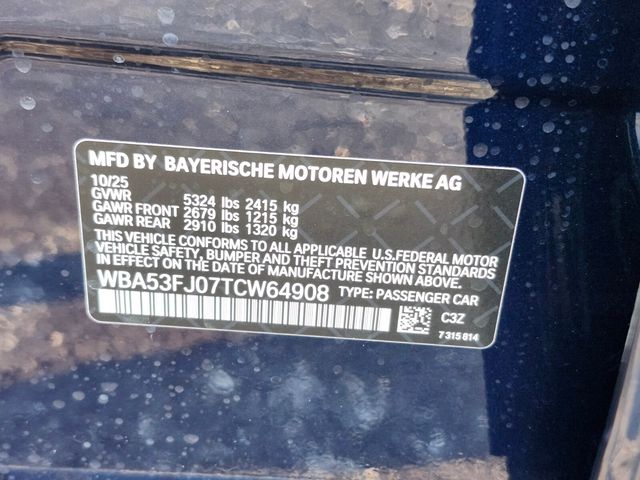 MFD BY BAYERISCHE MOTOREN WERKE AG
10/25
GVWR 5324 lbs 2415 kg
GAWR FRONT 2679 lbs 1215 kg
GAWR REAR 2910 lbs 1320 kg
THIS VEHICLE CONFORMS TO ALL APPLICABLE U.S.FEDERAL MOTOR
VEHICLE SAFETY, BUMPER, AND THEFT PREVENTION STANDARDS
IN EFFECT ON THE DATE OF MANUFACTURE SHOWN ABOVE.
WBA53FJ07TCW64908 TYPE: PASSENGER CAR
C3Z
7 315 814